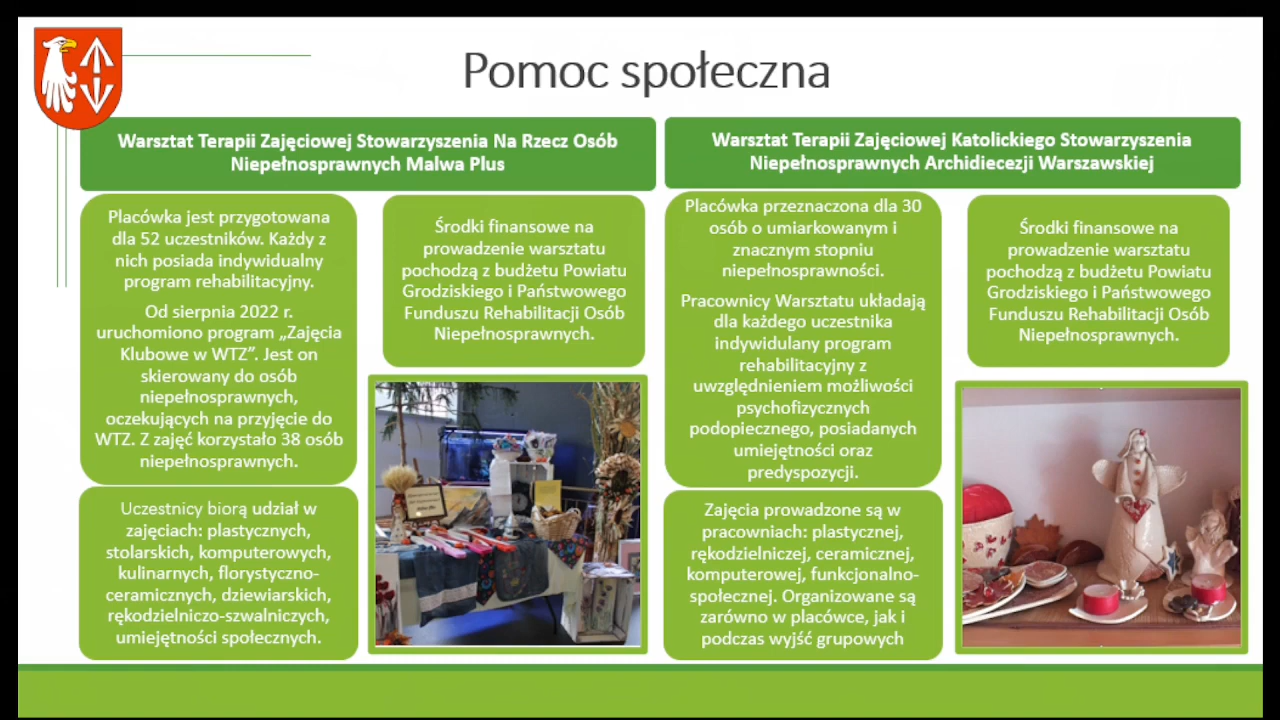 Pomoc społeczna
Warsztat Terapii Zajęciowej Stowarzyszenia Na Rzecz Osób
Niepełnosprawnych Malwa Plus
Placówka jest przygotowana
dla 52 uczestników. Każdy z
nich posiada indywidualny
program rehabilitacyjny.
Od sierpnia 2022 r.
uruchomiono program „Zajęcia
Klubowe w WTZ”. Jest on
skierowany do osób
niepełnosprawnych,
oczekujących na przyjęcie do
WTZ. Z zajęć korzystało 38 osób
niepełnosprawnych.
Środki finansowe na
prowadzenie warsztatu
pochodzą z budżetu Powiatu
Grodziskiego i Państwowego
Funduszu Rehabilitacji Osób
Niepełnosprawnych.
Uczestnicy biorą udział w
zajęciach: plastycznych,
stolarskich, komputerowych,
kulinarnych, florystyczno-
ceramicznych, dziewiarskich,
rękodzielniczo-szwalniczych,
umiejętności społecznych.
Warsztat Terapii Zajęciowej Katolickiego Stowarzyszenia
Niepełnosprawnych Archidiecezji Warszawskiej
Placówka przeznaczona dla 30
osób o umiarkowanym i
znacznym stopniu
niepełnosprawności.
Pracownicy Warsztatu układają
dla każdego uczestnika
indywidulany program
rehabilitacyjny z
uwzględnieniem możliwości
psychofizycznych
podopiecznego, posiadanych
umiejętności oraz
predyspozycji.
Środki finansowe na
prowadzenie warsztatu
pochodzą z budżetu Powiatu
Grodziskiego i Państwowego
Funduszu Rehabilitacji Osób
Niepełnosprawnych.
Zajęcia prowadzone są w
pracowniach: plastycznej,
rękodzielniczej, ceramicznej,
komputerowej, funkcjonalno-
społecznej. Organizowane są
zarówno w placówce, jak i
podczas wyjść grupowych